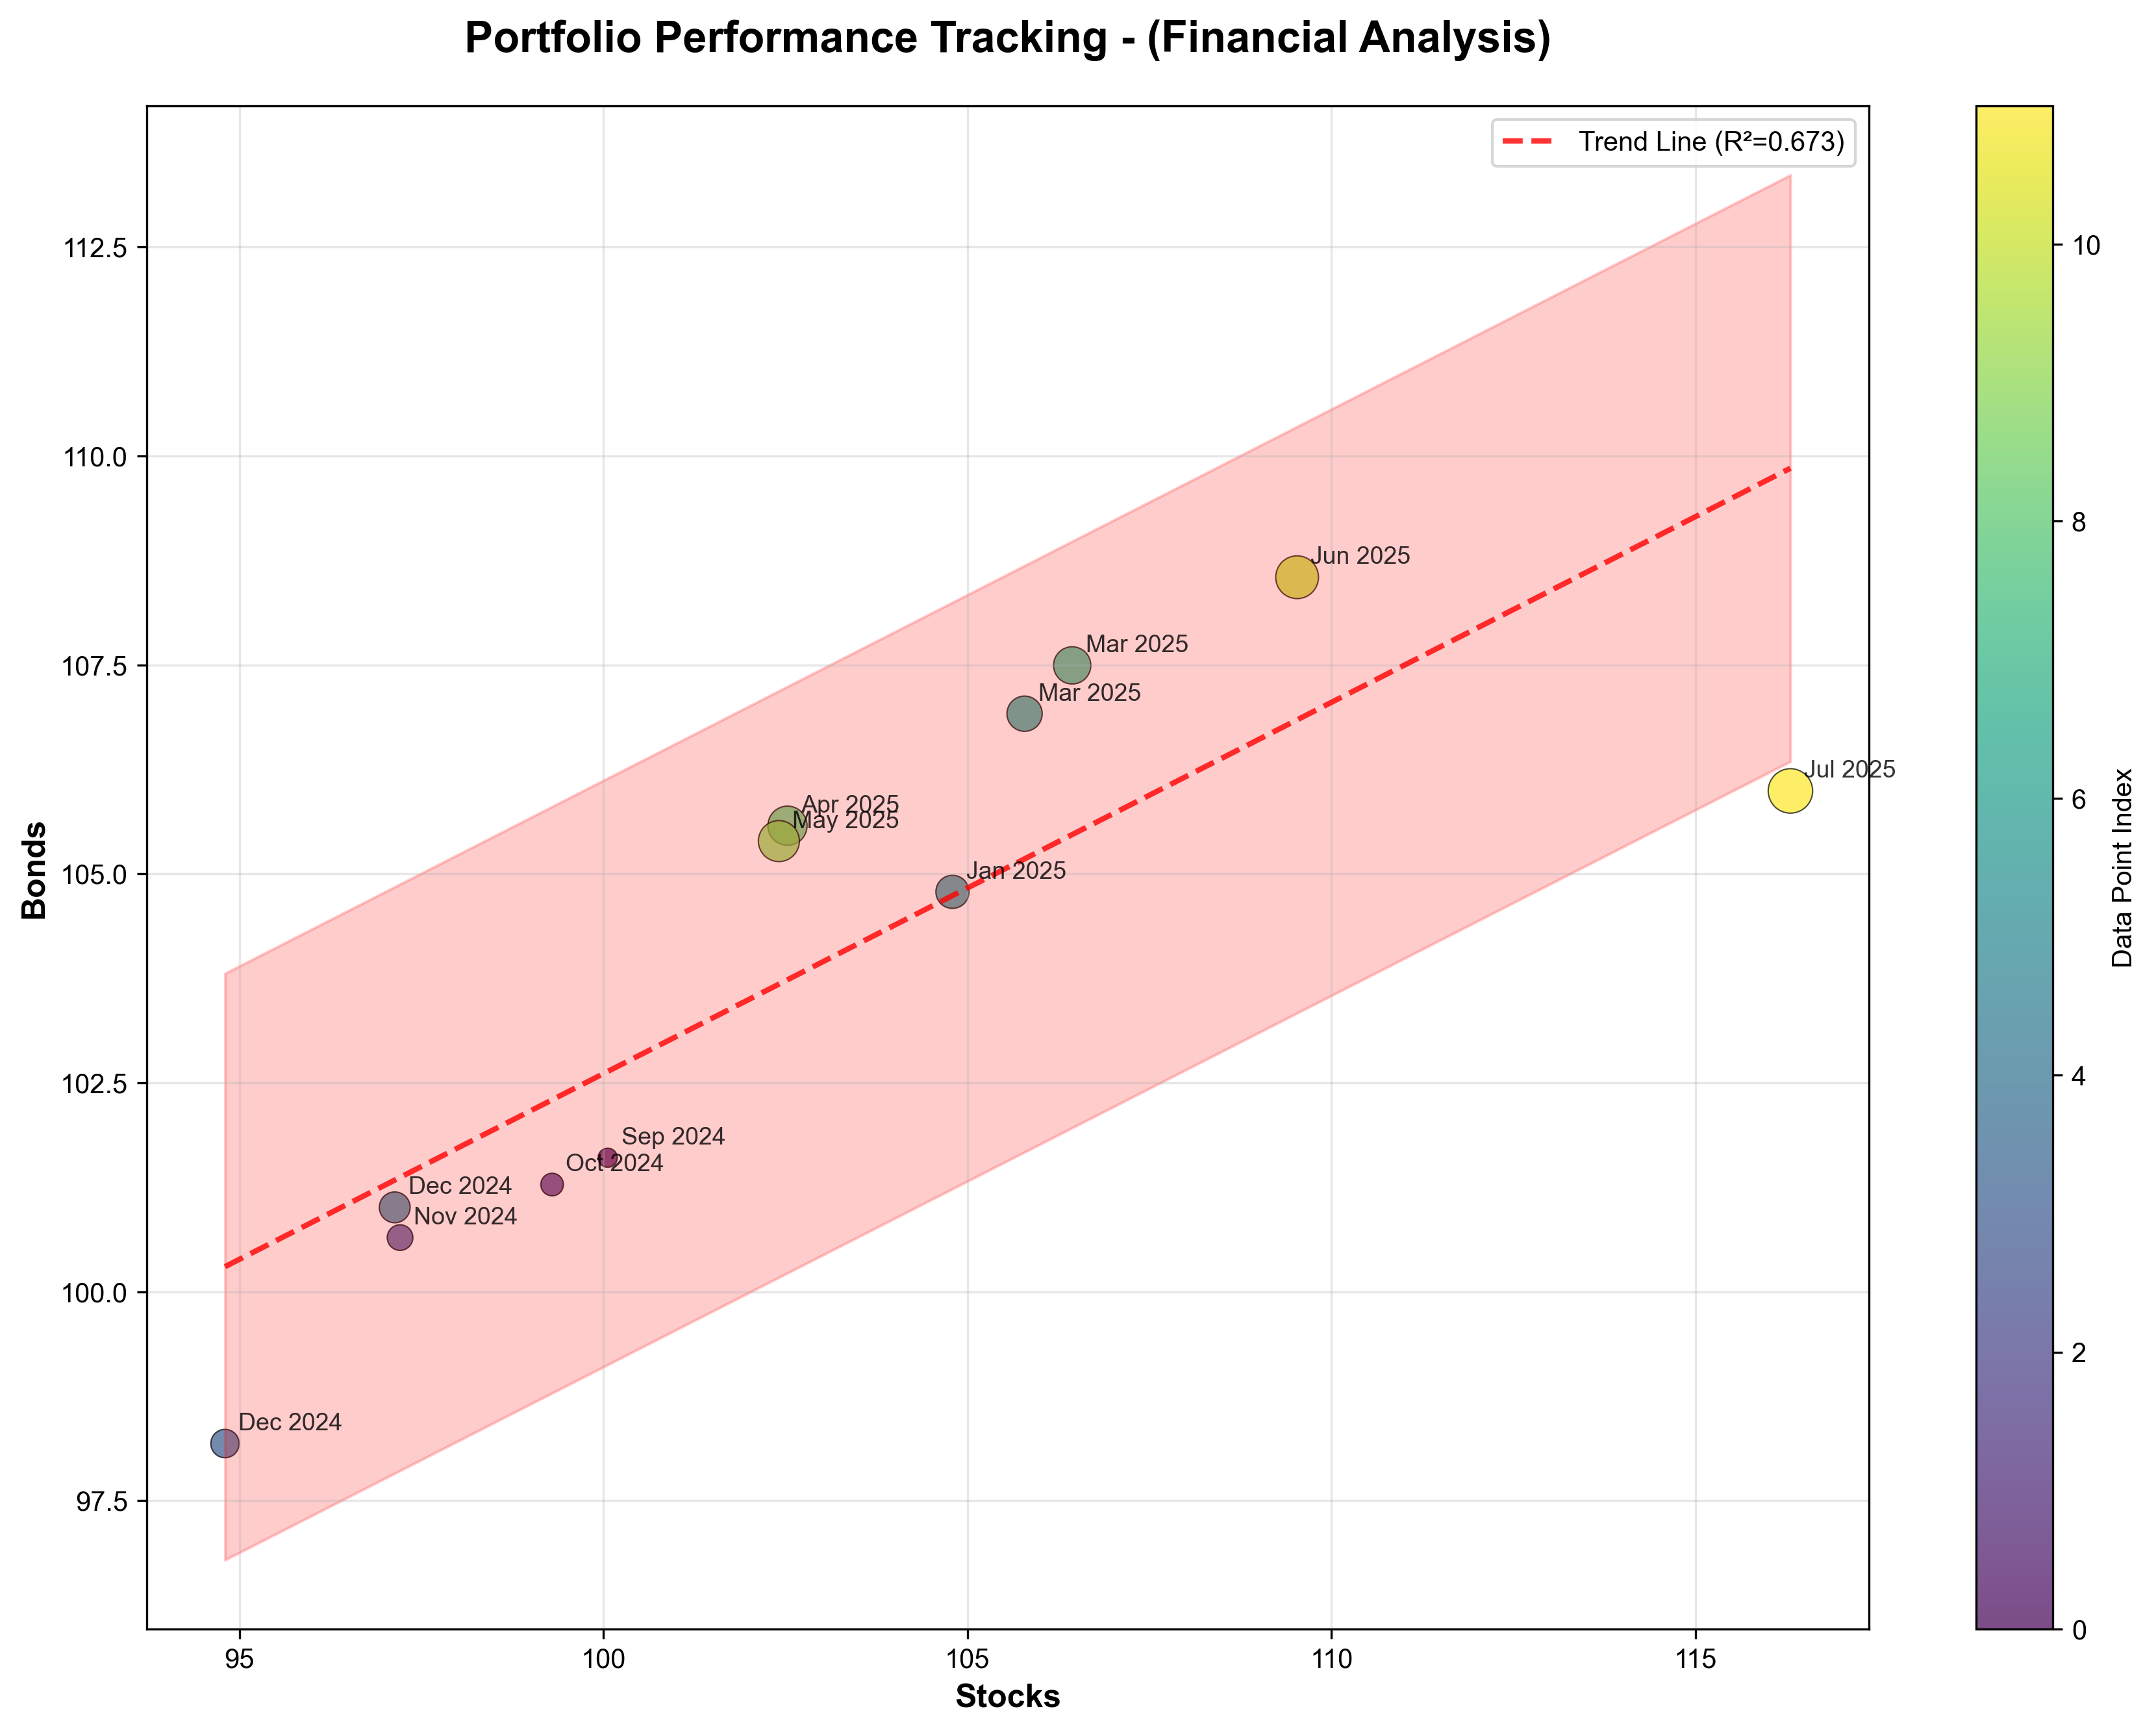 Portfolio Performance Tracking - (Financial Analysis)
Trend Line (R²=0.673)
112.5
110.0
107.5
105.0
102.5
100.0
97.5
Bonds
Jun 2025
Mar 2025
Mar 2025
Jul 2025
Apr 2025
May 2025
Jan 2025
Sep 2024
Oct 2024
Dec 2024
Nov 2024
Dec 2024
95
100
105
110
115
Stocks
10
8
6
4
2
0
Data Point Index